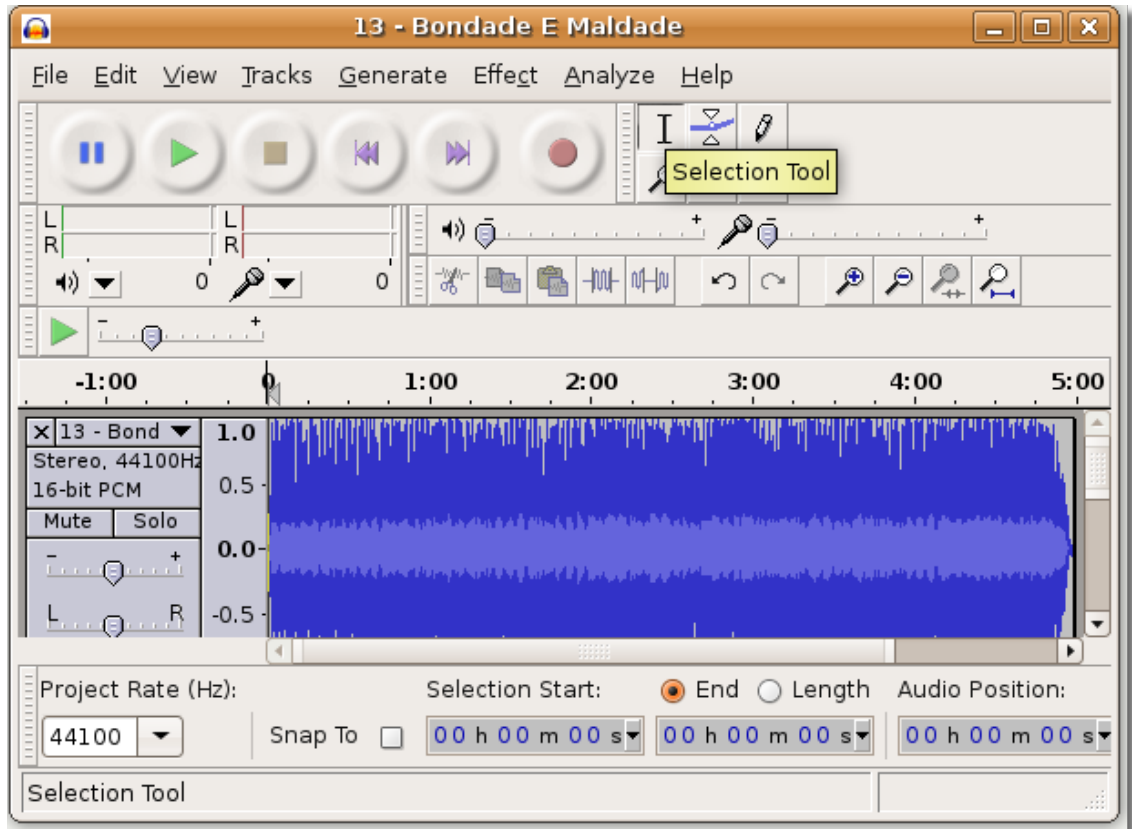 13 - Bondade E Maldade
File Edit View Tracks Generate Effect Analyze Help
Selection Tool
L
R
L
R
- +
- +
0
0
- +
-1:00 0 1:00 2:00 3:00 4:00 5:00
X 13 - Bond
Stereo, 44100Hz
16-bit PCM
Mute Solo
- +
L R
1.0
0.5
0.0
-0.5
Project Rate (Hz): Selection Start: End Length Audio Position:
44100 Snap To 00 h 00 m 00 s 00 h 00 m 00 s 00 h 00 m 00 s
Selection Tool